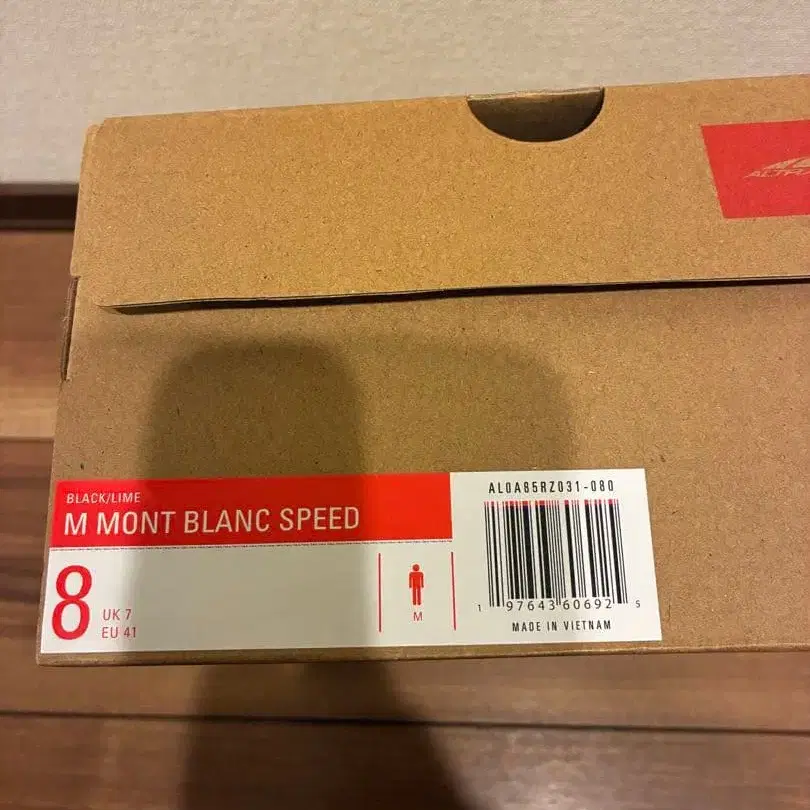 ALTRA
BLACK/LIME
M MONT BLANC SPEED
8
UK 7
EU 41
M
AL0A85RZ031-080
1 97643 60692 5
MADE IN VIETNAM